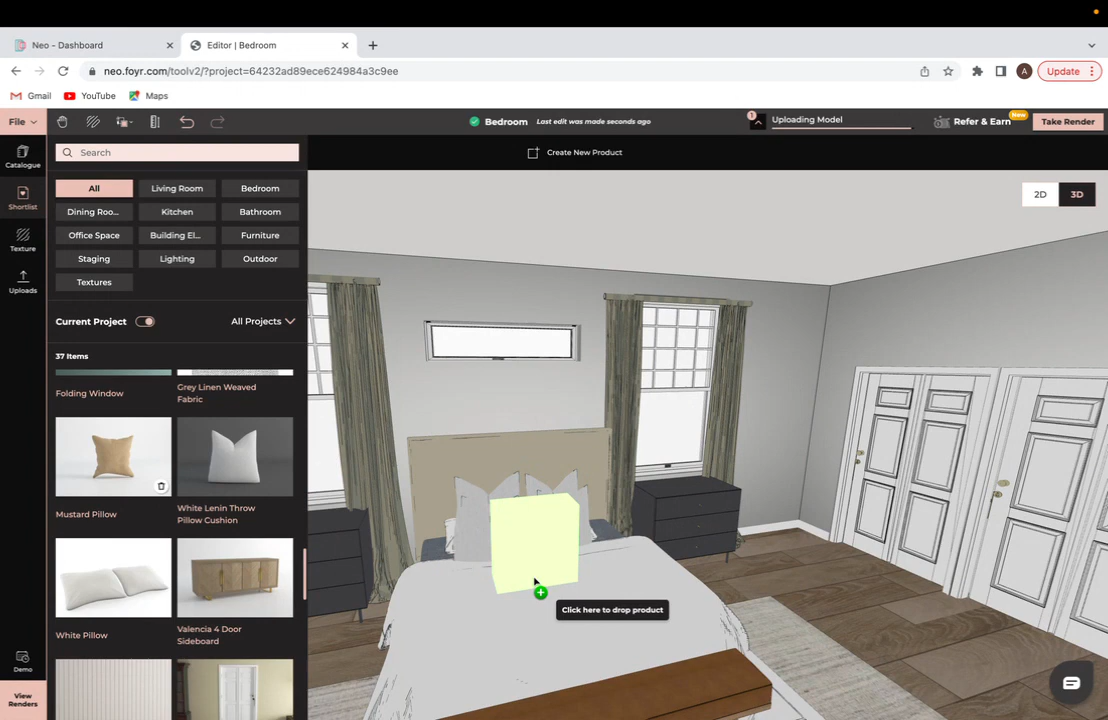 Neo - Dashboard
Editor | Bedroom
neo.foyr.com/toolv2/?project=64232ad89ece624984a3c9ee
A
Update
Gmail
YouTube
Maps
File
Bedroom
Last edit was made seconds ago
1
Uploading Model
Refer & Earn
New
Take Render
Catalogue
Shortlist
Texture
Uploads
Demo
View
Renders
Search
All
Living Room
Bedroom
Dining Roo...
Kitchen
Bathroom
Office Space
Building El...
Furniture
Staging
Lighting
Outdoor
Textures
Current Project
All Projects
37 Items
Folding Window
Grey Linen Weaved
Fabric
Mustard Pillow
White Lenin Throw
Pillow Cushion
White Pillow
Valencia 4 Door
Sideboard
Create New Product
2D
3D
Click here to drop product